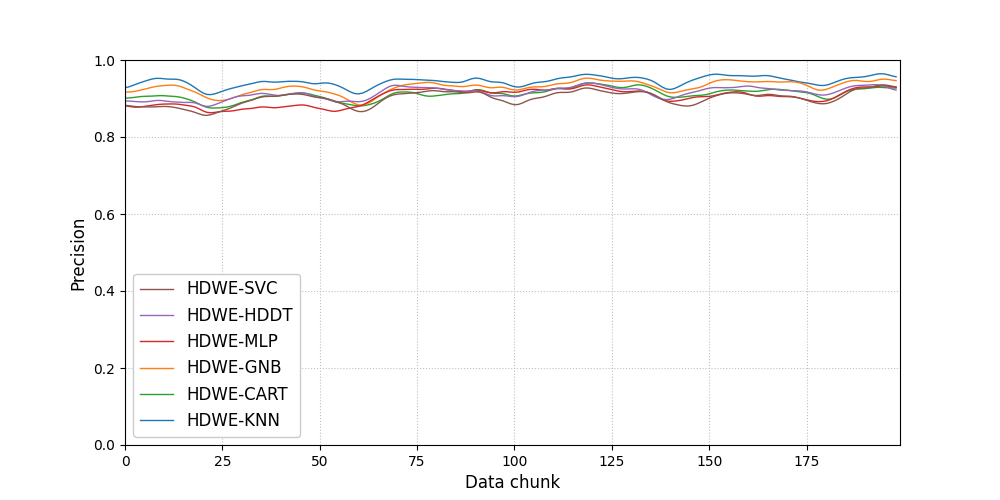 1.0
0.8
0.6
0.4
0.2
0.0
Precision
HDWE-SVC
HDWE-HDDT
HDWE-MLP
HDWE-GNB
HDWE-CART
HDWE-KNN
0 25 50 75 100 125 150 175
Data chunk